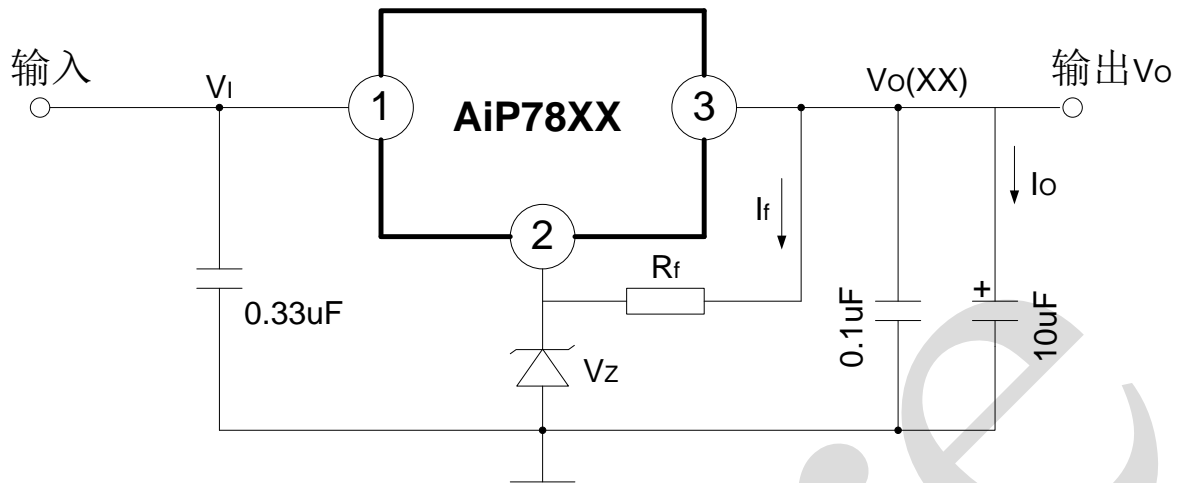 输入
VI
1
AiP78XX
3
VO(XX)
输出VO
2
If
IO
Rf
0.33uF
0.1uF
+
10uF
VZ